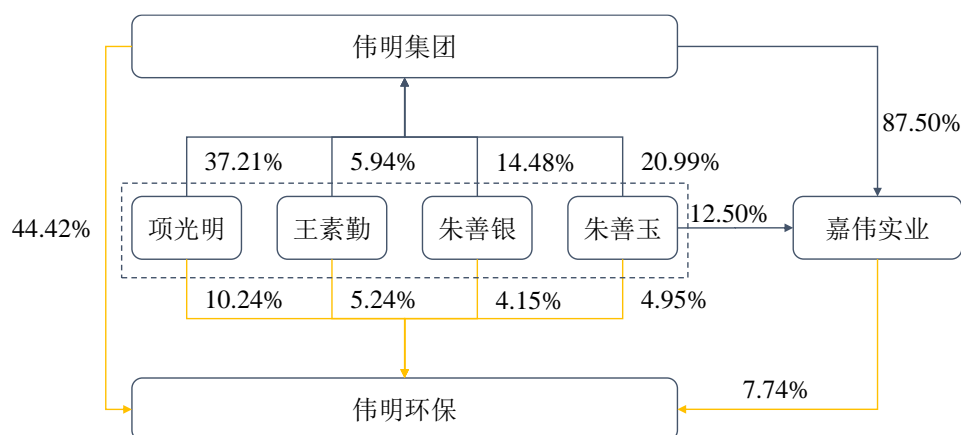 伟明集团
87.50%
37.21%
5.94%
14.48%
20.99%
44.42%
项光明
王素勤
朱善银
朱善玉
12.50%
嘉伟实业
10.24%
5.24%
4.15%
4.95%
7.74%
伟明环保